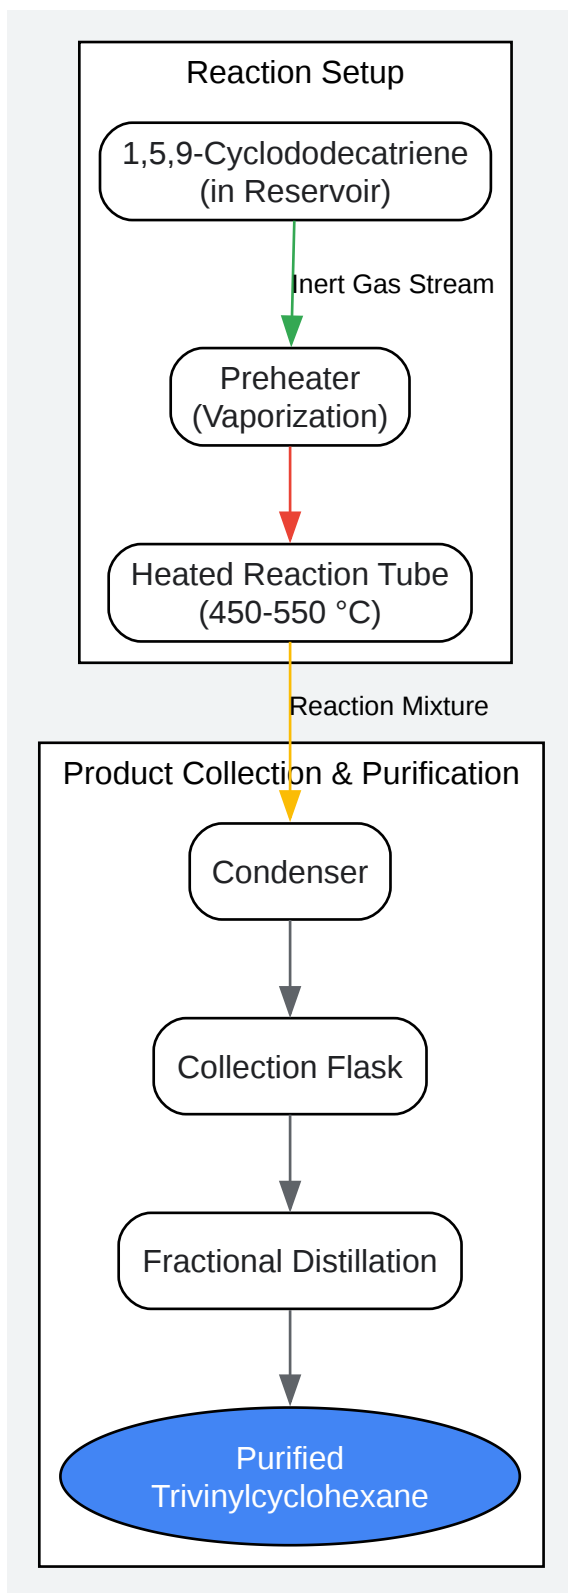 Reaction Setup
1,5,9-Cyclododecatriene
(in Reservoir)
Inert Gas Stream
Preheater
(Vaporization)
Heated Reaction Tube
(450-550 °C)
Reaction Mixture
Product Collection & Purification
Condenser
Collection Flask
Fractional Distillation
Purified
Trivinylcyclohexane